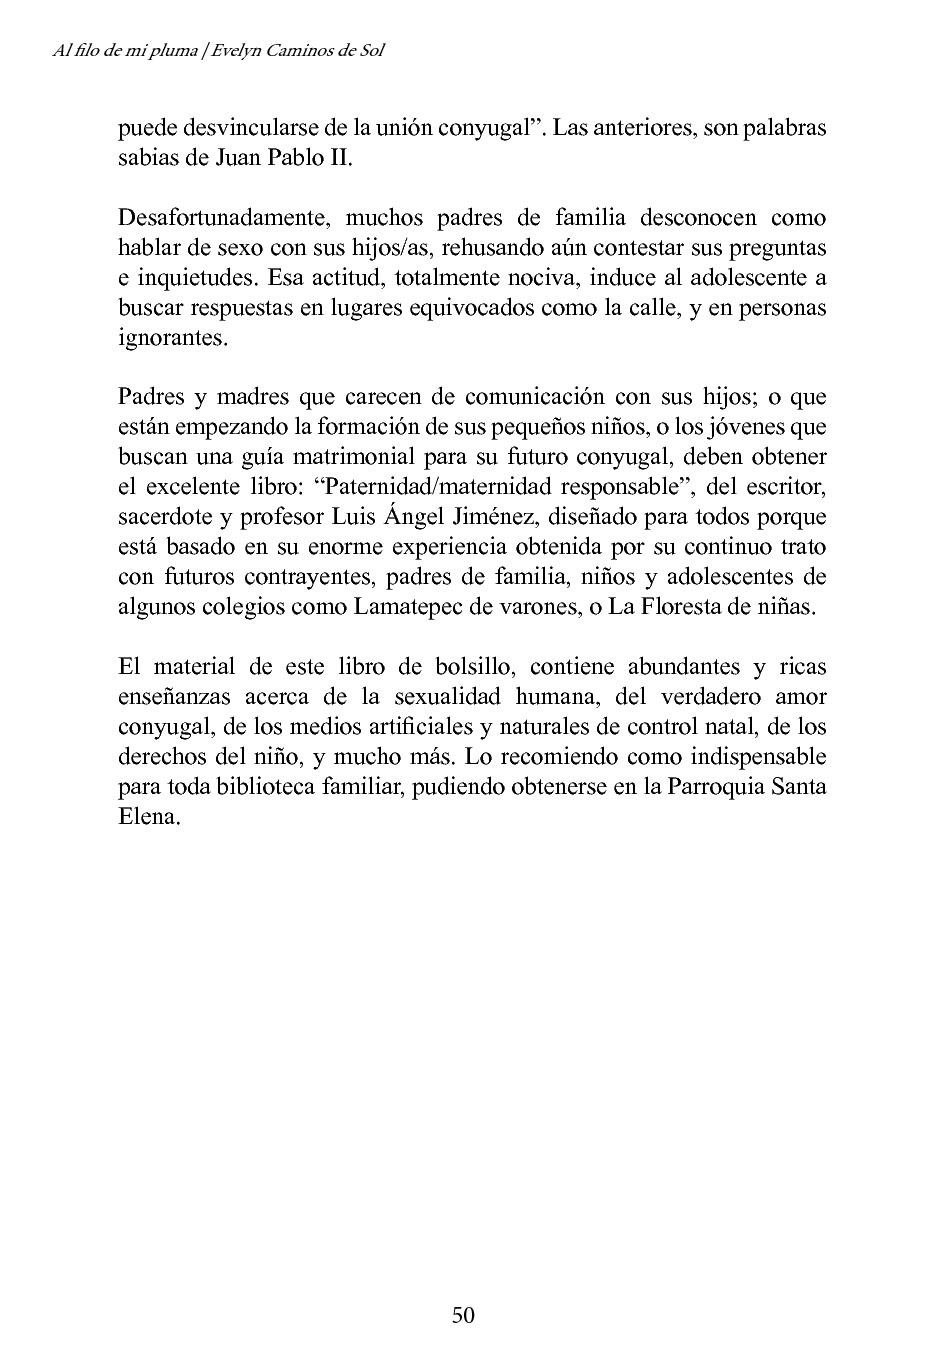 Al filo de mi pluma | Evelyn Caminos de Sol
puede desvincularse de la unión conyugal”. Las anteriores, son palabras
sabias de Juan Pablo II.
Desafortunadamente, muchos padres de familia desconocen como
hablar de sexo con sus hijos/as, rehusando aún contestar sus preguntas
e inquietudes. Esa actitud, totalmente nociva, induce al adolescente a
buscar respuestas en lugares equivocados como la calle, y en personas
ignorantes.
Padres y madres que carecen de comunicación con sus hijos; o que
están empezando la formación de sus pequeños niños, o los jóvenes que
buscan una guía matrimonial para su futuro conyugal, deben obtener
el excelente libro: “Paternidad/maternidad responsable”, del escritor,
sacerdote y profesor Luis Ángel Jiménez, diseñado para todos porque
está basado en su enorme experiencia obtenida por su continuo trato
con futuros contrayentes, padres de familia, niños y adolescentes de
algunos colegios como Lamatepec de varones, o La Floresta de niñas.
El material de este libro de bolsillo, contiene abundantes y ricas
enseñanzas acerca de la sexualidad humana, del verdadero amor
conyugal, de los medios artificiales y naturales de control natal, de los
derechos del niño, y mucho más. Lo recomiendo como indispensable
para toda biblioteca familiar, pudiendo obtenerse en la Parroquia Santa
Elena.
50